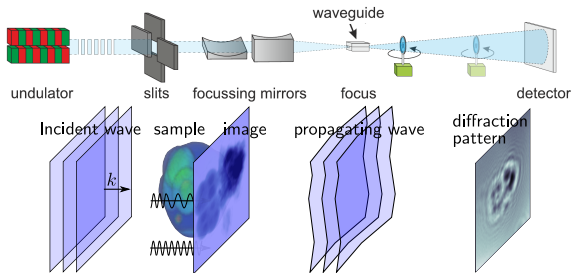 waveguide
undulator
slits
focussing mirrors
focus
detector
Incident wave
sample
image
propagating wave
diffraction
pattern
k